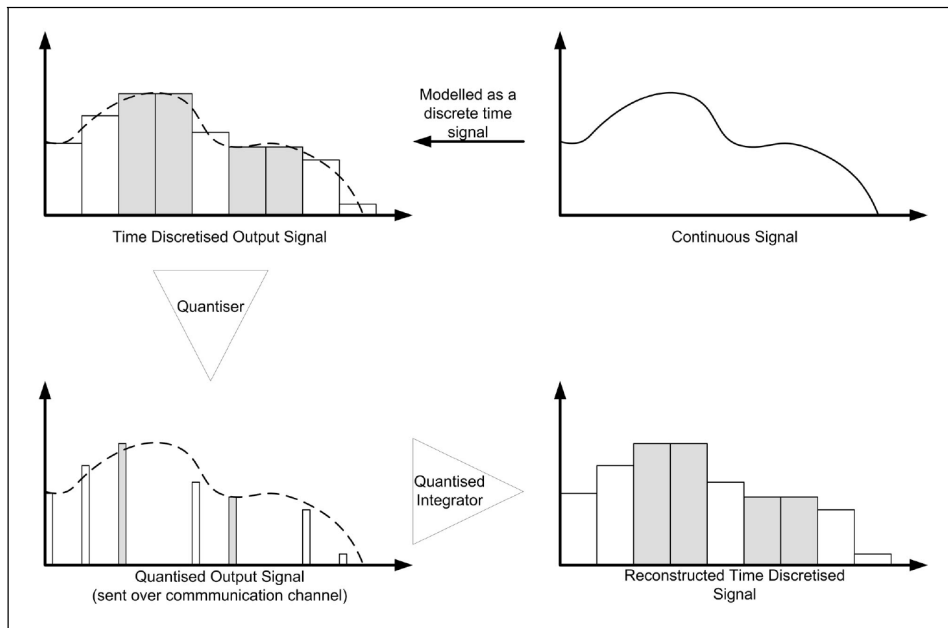 Modelled as a
discrete time
signal
Time Discretised Output Signal
Continuous Signal
Quantiser
Quantised
Integrator
Quantised Output Signal
(sent over commmunication channel)
Reconstructed Time Discretised
Signal